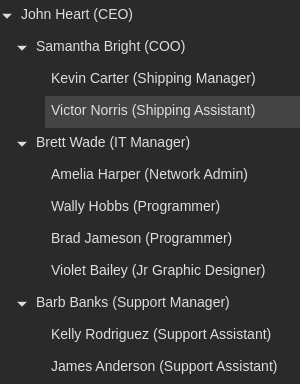 John Heart (CEO)
Samantha Bright (COO)
Kevin Carter (Shipping Manager)
Victor Norris (Shipping Assistant)
Brett Wade (IT Manager)
Amelia Harper (Network Admin)
Wally Hobbs (Programmer)
Brad Jameson (Programmer)
Violet Bailey (Jr Graphic Designer)
Barb Banks (Support Manager)
Kelly Rodriguez (Support Assistant)
James Anderson (Support Assistant)